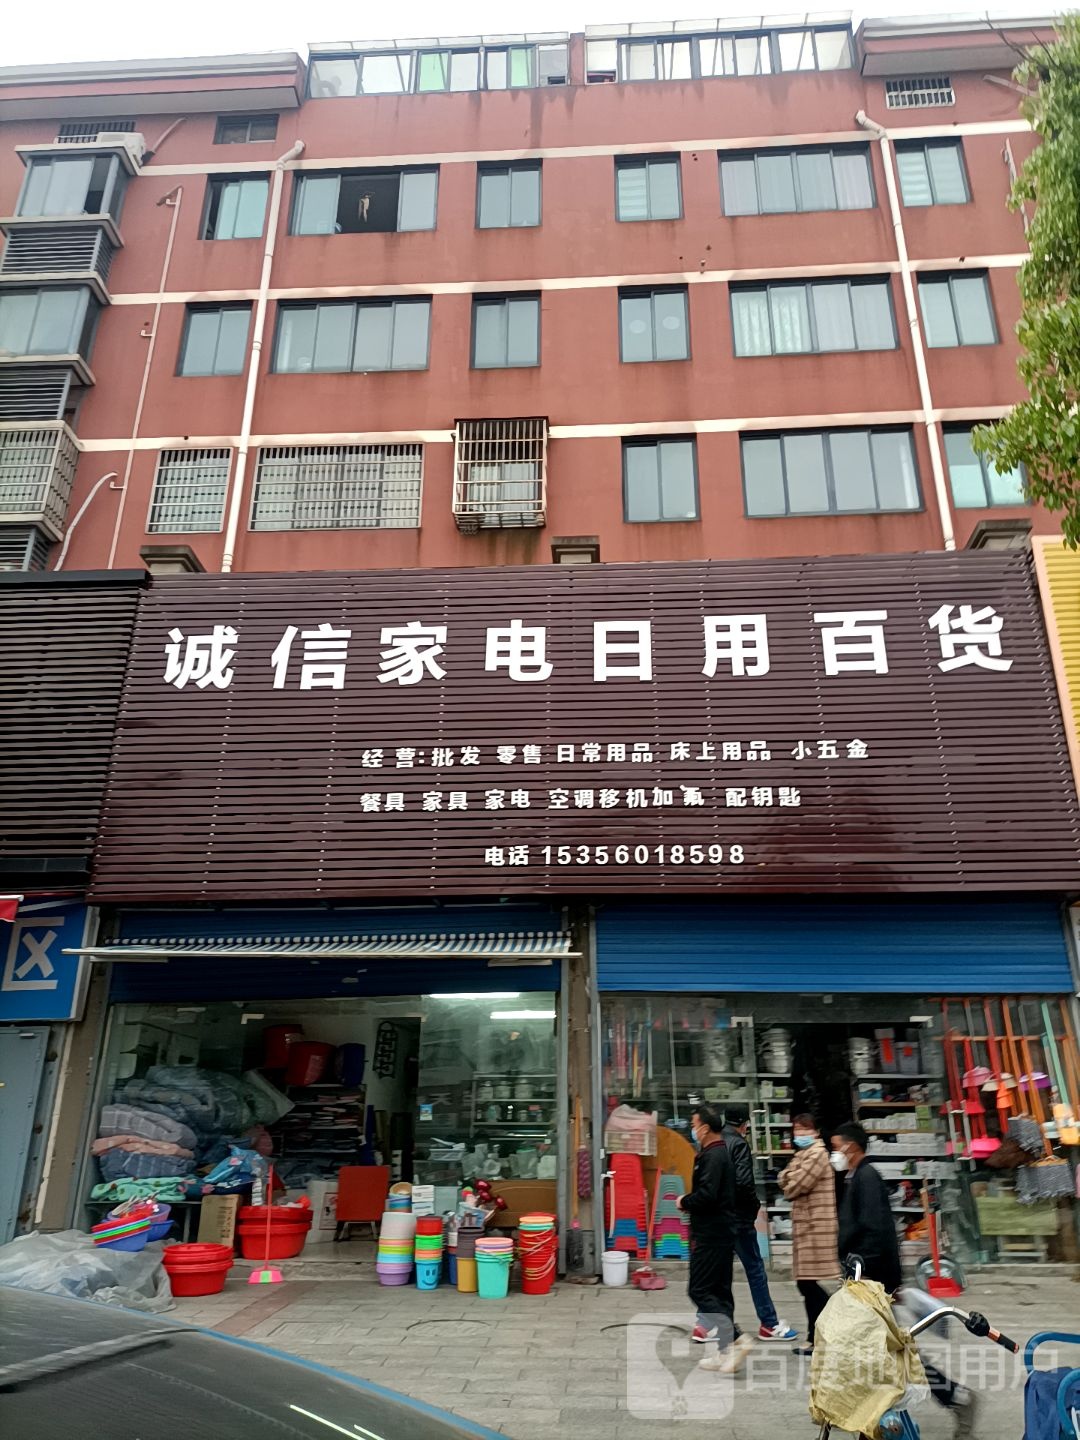 诚信家电日用百货
经营:批发 零售 日常用品 床上用品 小五金
餐具 家具 家电 空调移机加氟 配钥匙
电话 15356018598
区
百度地图用户